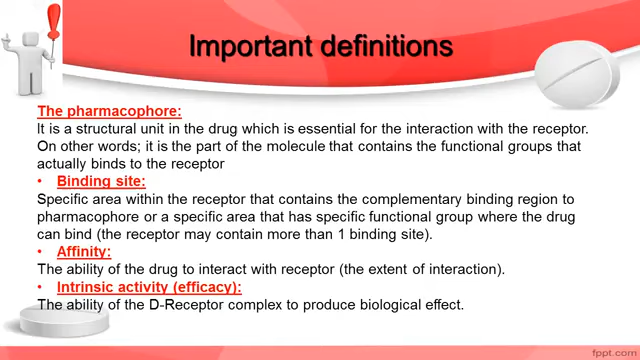 Important definitions
The pharmacophore:
It is a structural unit in the drug which is essential for the interaction with the receptor.
On other words; it is the part of the molecule that contains the functional groups that
actually binds to the receptor
• Binding site:
Specific area within the receptor that contains the complementary binding region to
pharmacophore or a specific area that has specific functional group where the drug
can bind (the receptor may contain more than 1 binding site).
• Affinity:
The ability of the drug to interact with receptor (the extent of interaction).
• Intrinsic activity (efficacy):
The ability of the D-Receptor complex to produce biological effect.
fppt.com